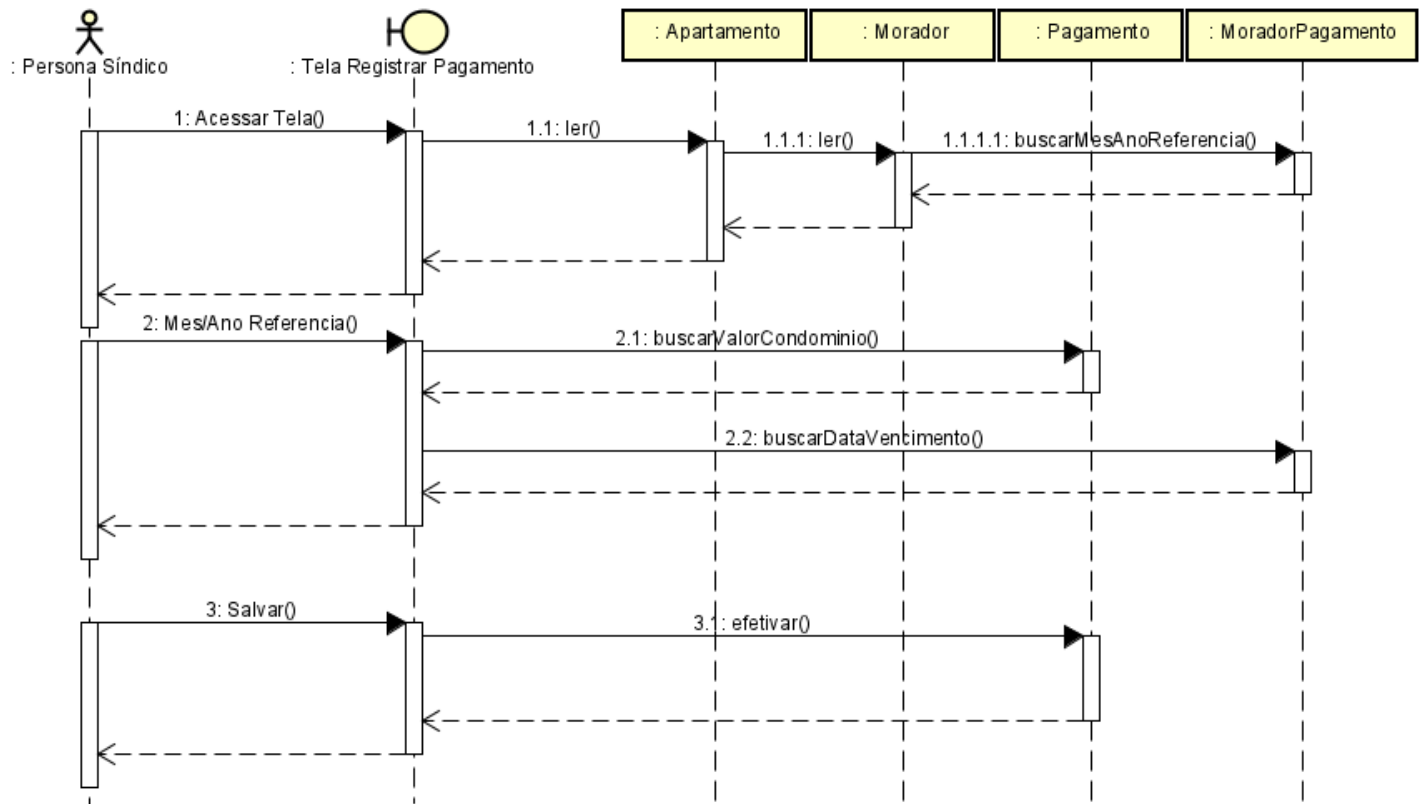 : Persona Síndico
: Tela Registrar Pagamento
: Apartamento
: Morador
: Pagamento
: MoradorPagamento
1: Acessar Tela()
1.1: ler()
1.1.1: ler()
1.1.1.1: buscarMesAnoReferencia()
2: Mes/Ano Referencia()
2.1: buscarValorCondominio()
2.2: buscarDataVencimento()
3: Salvar()
3.1: efetivar()